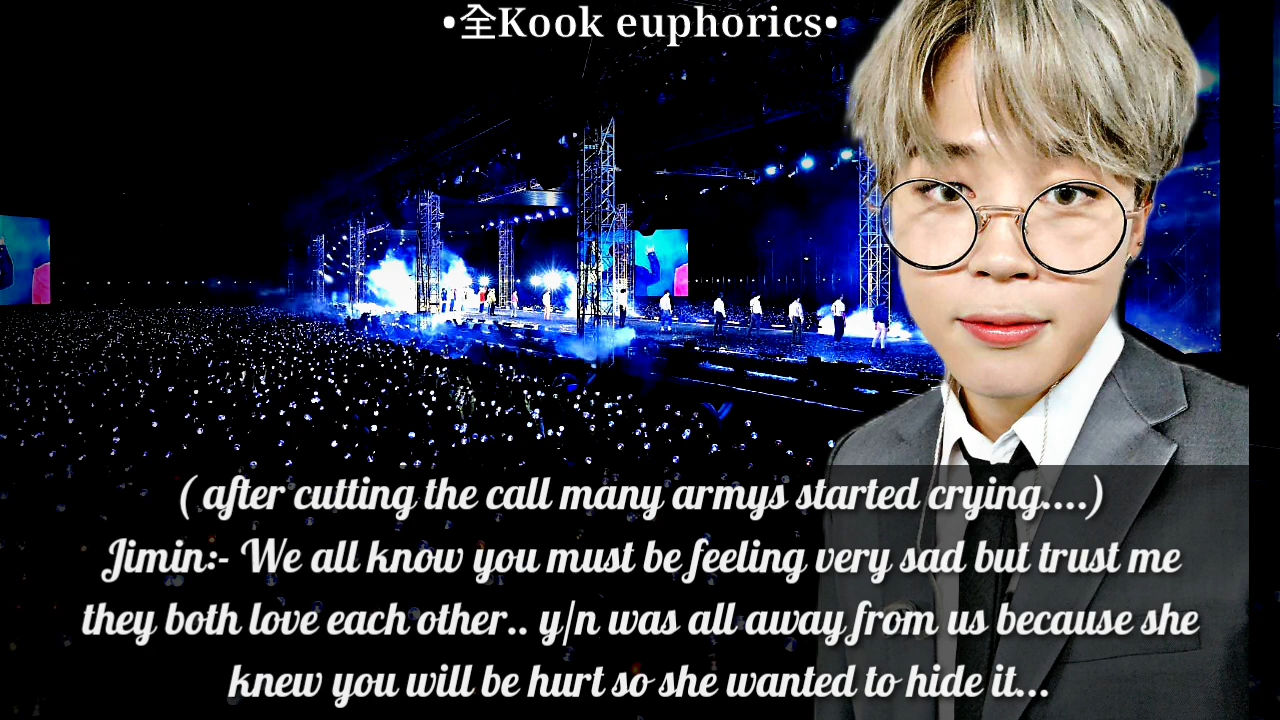 •全Kook euphorics•
( after cutting the call many armys started crying....)
Jimin:- We all know you must be feeling very sad but trust me
they both love each other.. y/n was all away from us because she
knew you will be hurt so she wanted to hide it...